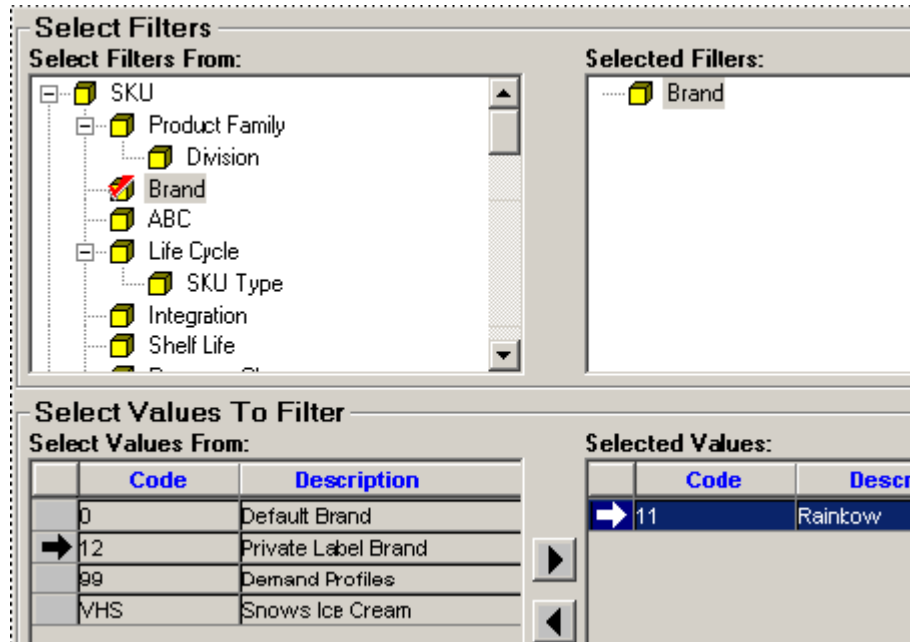 Select Filters
Select Filters From:
SKU
Product Family
Division
Brand
ABC
Life Cycle
SKU Type
Integration
Shelf Life
Selected Filters:
Brand
Select Values To Filter
Select Values From:
Code Description
0 Default Brand
12 Private Label Brand
99 Demand Profiles
VHS Snows Ice Cream
Selected Values:
Code Descr
11 Rainbow